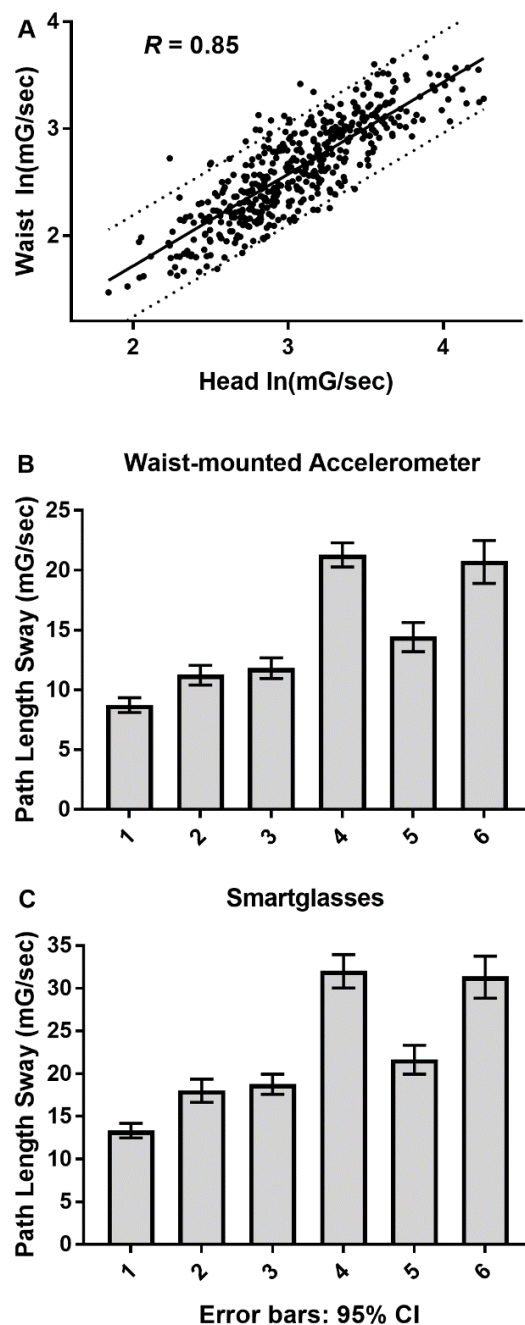 A
R = 0.85
4
3
2
Waist ln(mG/sec)
2 3 4
Head ln(mG/sec)
B Waist-mounted Accelerometer
Path Length Sway (mG/sec)
25
20
15
10
5
0
1 2 3 4 5 6
C Smartglasses
Path Length Sway (mG/sec)
35
30
25
20
15
10
5
0
1 2 3 4 5 6
Error bars: 95% CI